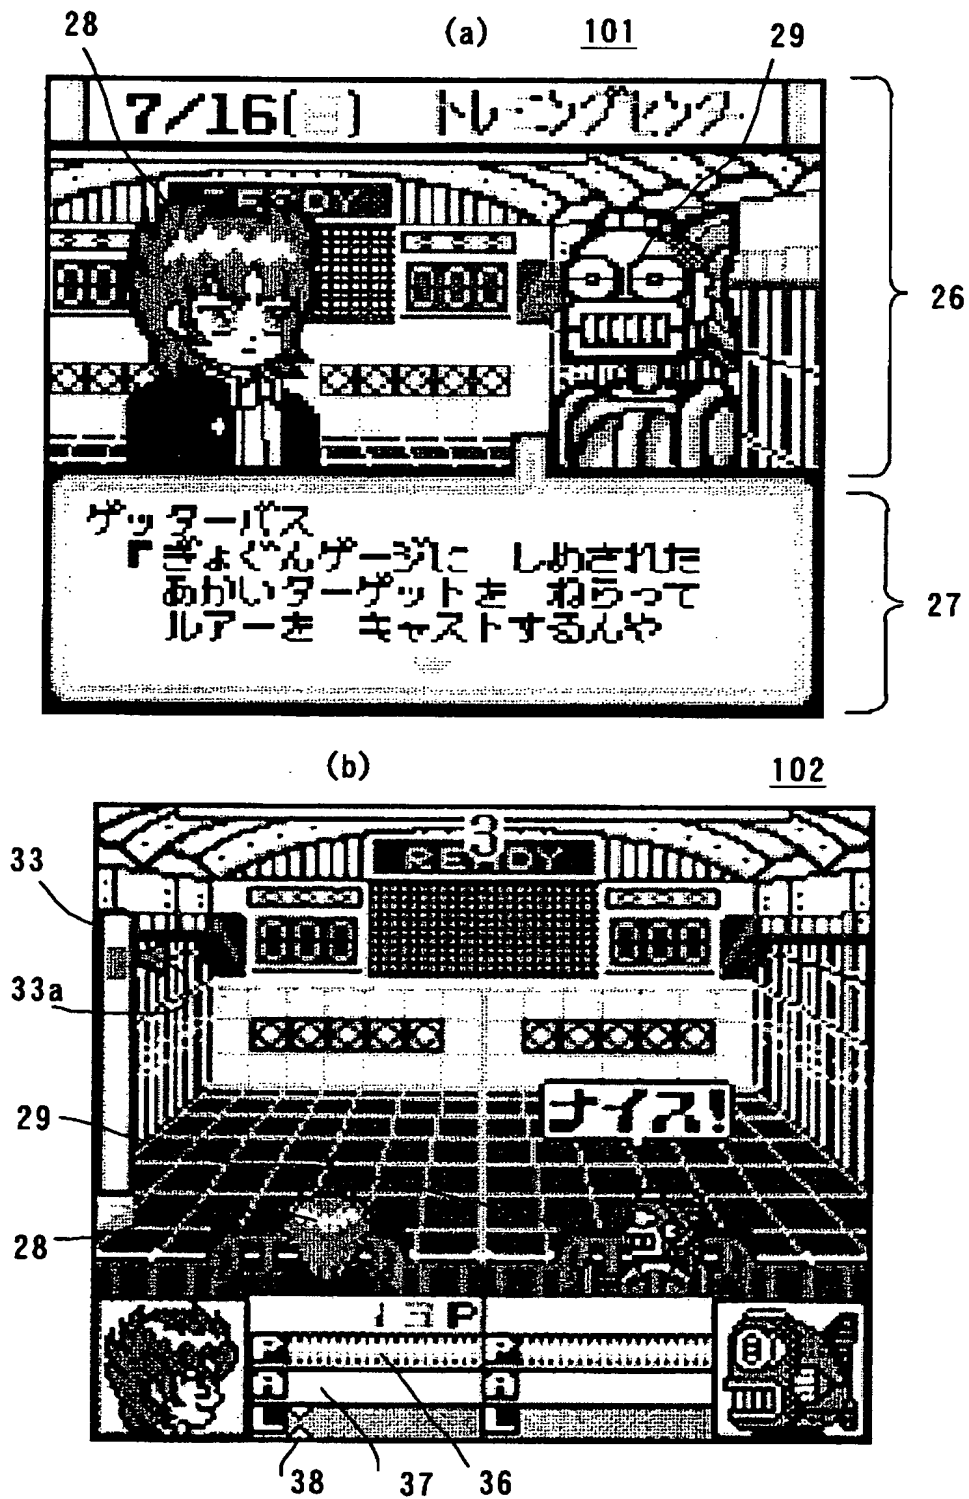 28
(a)
101
29
7/16(日) トレーニングセンター
READY
26
ゲッターバス
「ぎょぐんゲージに しめされた
あかいターゲットを ねらって
ルアーを キャストするんや
27
(b)
102
3
READY
33
33a
ナイス!
29
28
13P
P
P
A
A
L
L
38
37
36